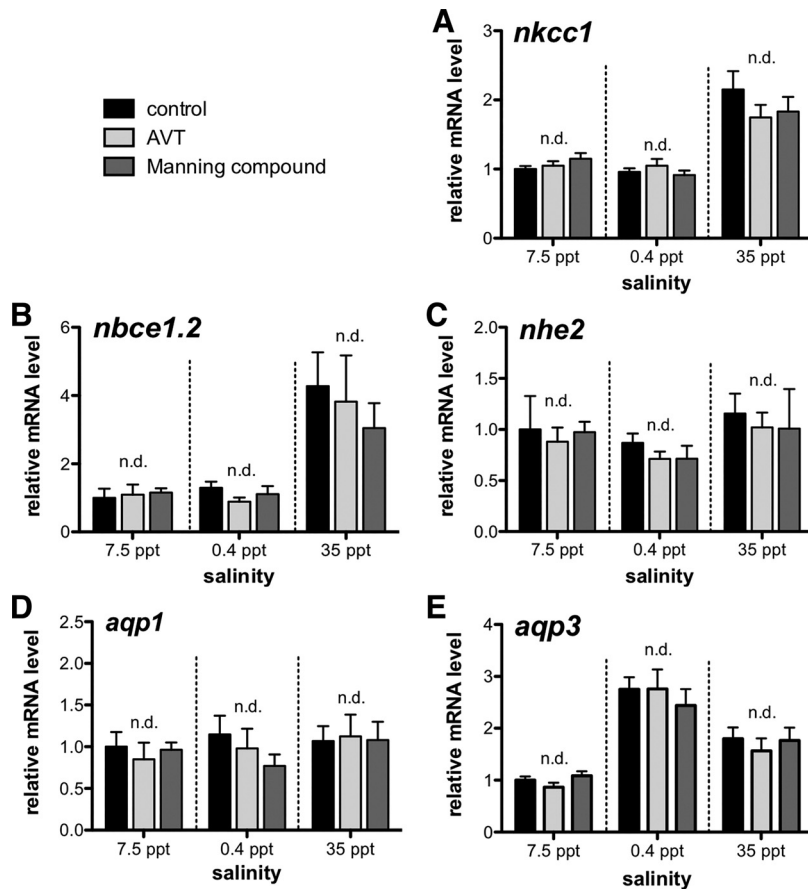 control
AVT
Manning compound
A
nkcc1
relative mRNA level
3
2
1
0
n.d.
n.d.
n.d.
7.5 ppt
0.4 ppt
35 ppt
salinity
B
nbce1.2
relative mRNA level
6
4
2
0
n.d.
n.d.
n.d.
7.5 ppt
0.4 ppt
35 ppt
salinity
C
nhe2
relative mRNA level
2.0
1.5
1.0
0.5
0.0
n.d.
n.d.
n.d.
7.5 ppt
0.4 ppt
35 ppt
salinity
D
aqp1
relative mRNA level
2.5
2.0
1.5
1.0
0.5
0.0
n.d.
n.d.
n.d.
7.5 ppt
0.4 ppt
35 ppt
salinity
E
aqp3
relative mRNA level
4
3
2
1
0
n.d.
n.d.
n.d.
7.5 ppt
0.4 ppt
35 ppt
salinity